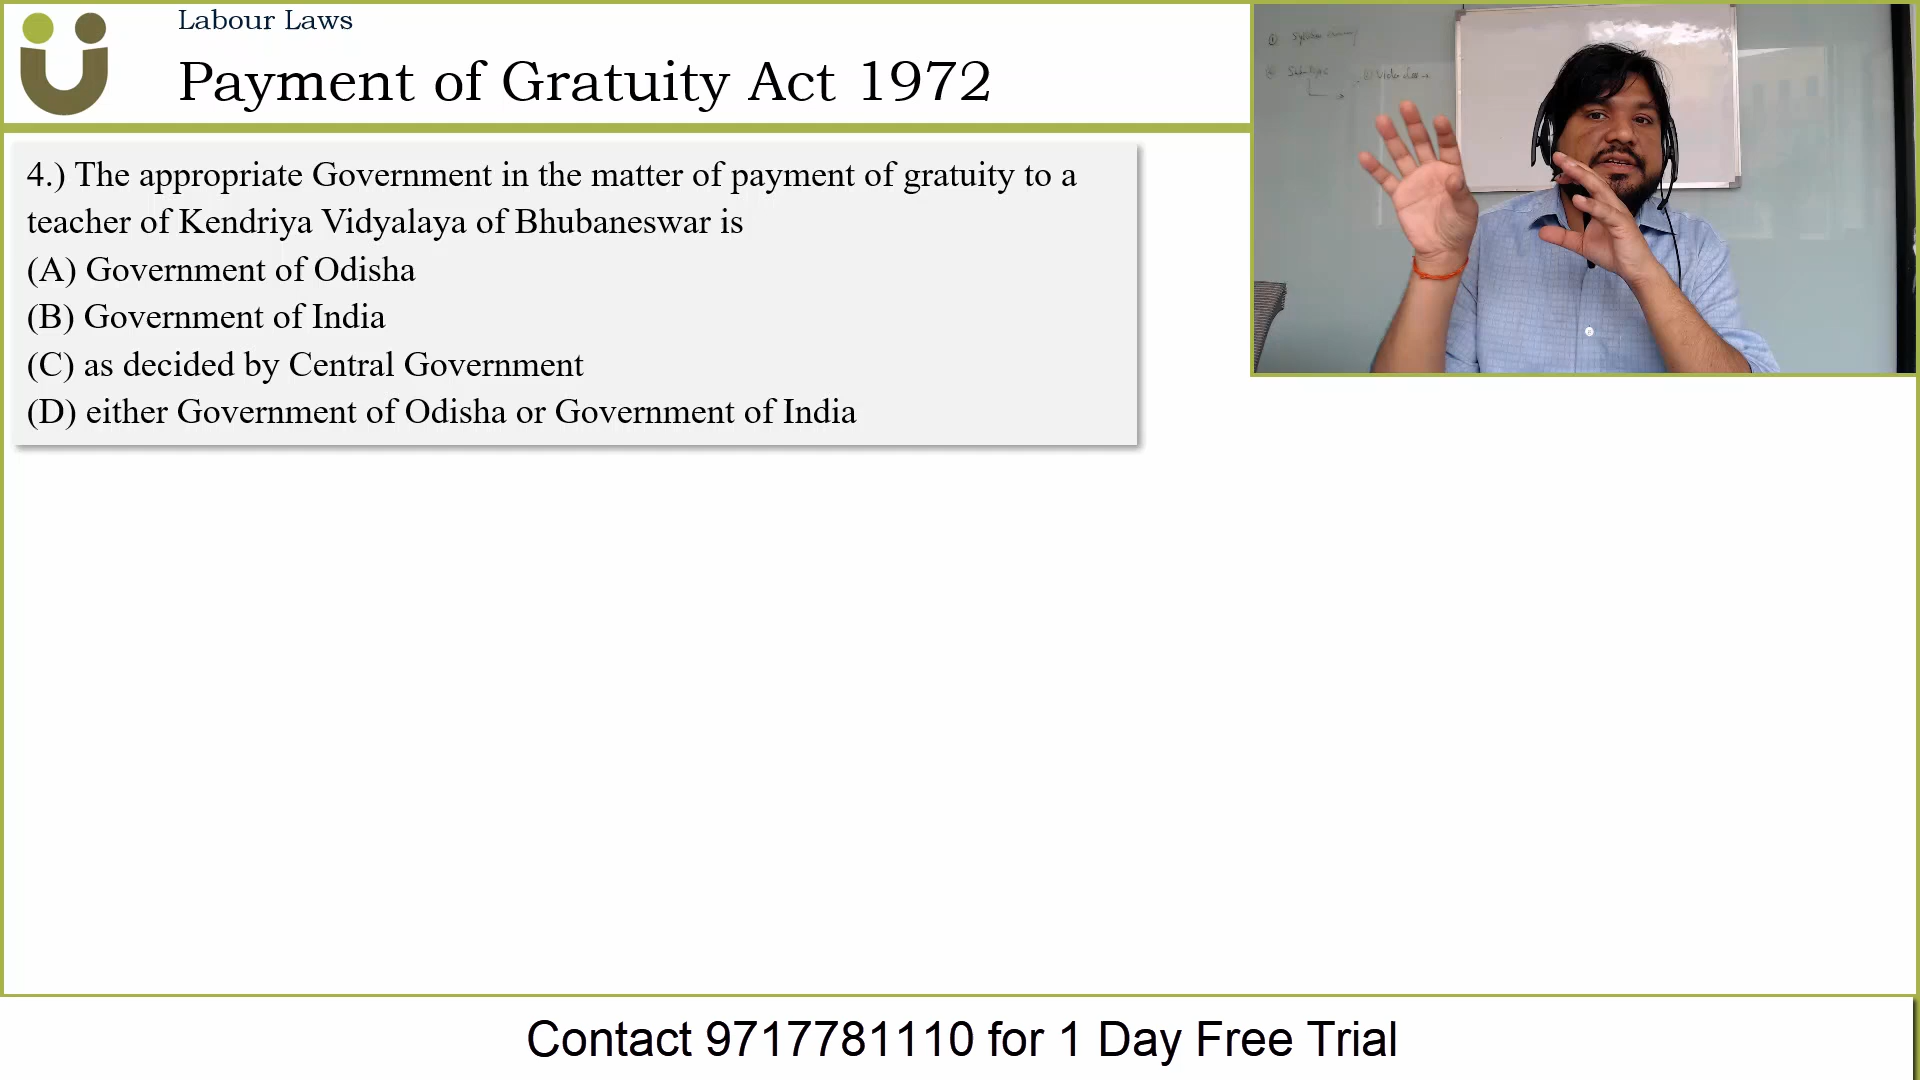 Labour Laws
Payment of Gratuity Act 1972
4.) The appropriate Government in the matter of payment of gratuity to a
teacher of Kendriya Vidyalaya of Bhubaneswar is
(A) Government of Odisha
(B) Government of India
(C) as decided by Central Government
(D) either Government of Odisha or Government of India
Contact 9717781110 for 1 Day Free Trial